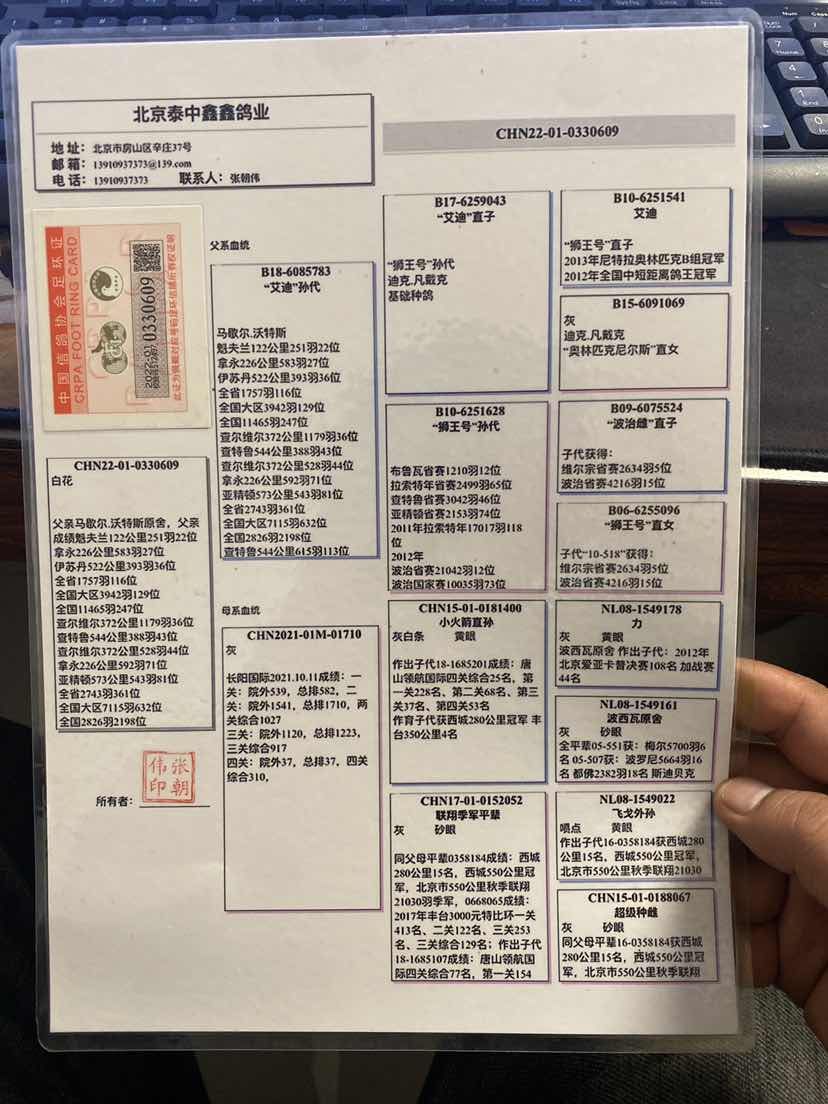 北京泰中鑫鑫鸽业
地 址： 北京市房山区辛庄37号
邮 箱： 13910937373@139.com
电 话： 13910937373 联系人： 张朝伟
CHN22-01-0330609
中国信鸽协会足环证
CRPA FOOT RING CARD
2022-01
0330609
CHN22-01-0330609
白花
父亲马歇尔.沃特斯原舍，父亲
成绩魁夫兰122公里251羽22位
拿永226公里583羽27位
伊苏丹522公里393羽36位
全省1757羽116位
全国大区3942羽129位
全国11465羽247位
查尔维尔372公里1179羽36位
查特鲁544公里388羽43位
查尔维尔372公里528羽44位
拿永226公里592羽71位
亚精顿573公里543羽81位
全省2743羽361位
全国大区7115羽632位
全国2826羽2198位
所有者：
张朝伟印
父系血统
B18-6085783
“艾迪”孙代
马歇尔.沃特斯
魁夫兰122公里251羽22位
拿永226公里583羽27位
伊苏丹522公里393羽36位
全省1757羽116位
全国大区3942羽129位
全国11465羽247位
查尔维尔372公里1179羽36位
查特鲁544公里388羽43位
查尔维尔372公里528羽44位
拿永226公里592羽71位
亚精顿573公里543羽81位
全省2743羽361位
全国大区7115羽632位
全国2826羽2198位
查特鲁544公里615羽113位
母系血统
CHN2021-01M-01710
灰
长阳国际2021.10.11成绩：一
关：院外539，总排582，二
关：院外1541，总排1710，两
关综合1027
三关：院外1120，总排1223，
三关综合917
四关：院外37，总排37，四关
综合310，
B17-6259043
“艾迪”直子
“狮王号”孙代
迪克.凡戴克
基础种鸽
B10-6251628
“狮王号”孙代
布鲁瓦省赛1210羽12位
拉索特年省赛2499羽65位
查特鲁省赛3042羽46位
亚精顿省赛2153羽74位
2011年拉索特年17017羽118
位
2012年
波治省赛21042羽12位
波治国家赛10035羽73位
CHN15-01-0181400
小火箭直孙
灰白条 黄眼
作出子代18-1685201成绩：唐
山领航国际四关综合25名，第
一关228名、第二关68名、第三
关37名、第四关53名
作育子代获西城280公里冠军 丰
台350公里4名
CHN17-01-0152052
联翔季军平辈
灰 砂眼
同父母平辈0358184成绩：西城
280公里15名，西城550公里冠
军，北京市550公里秋季联翔
21030羽季军，0668065成绩：
2017年丰台3000元特比环一关
413名、二关122名、三关253
名、三关综合129名；作出子代
18-1685107成绩：唐山领航国
际四关综合77名，第一关154
B10-6251541
艾迪
“狮王号”直子
2013年尼特拉奥林匹克B组冠军
2012年全国中短距离鸽王冠军
B15-6091069
灰
迪克.凡戴克
“奥林匹克尼尔斯”直女
B09-6075524
“波治雌”直子
子代获得：
维尔宗省赛2634羽5位
波治省赛4216羽15位
B06-6255096
“狮王号”直女
子代“10-518”获得：
维尔宗省赛2634羽5位
波治省赛4216羽15位
NL08-1549178
力
灰 黄眼
波西瓦原舍 作出子代：2012年
北京爱亚卡普决赛108名 加战赛
44名
NL08-1549161
波西瓦原舍
灰 砂眼
全平辈05-551获：梅尔5700羽6
名 05-507获：波罗尼5664羽16
名 都佛2382羽18名 斯迪贝克
NL08-1549022
飞戈外孙
喷点 黄眼
作出子代16-0358184获西城280
公里15名，西城550公里冠军，
北京市550公里秋季联翔21030
CHN15-01-0188067
超级种雌
灰 砂眼
同父母平辈16-0358184获西城
280公里15名，西城550公里冠
军，北京市550公里秋季联翔